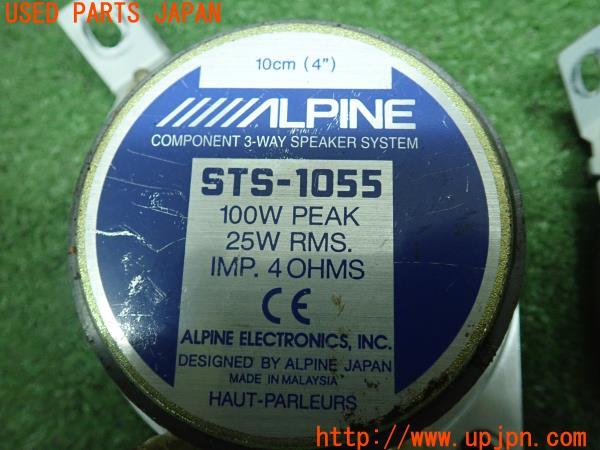 USED PARTS JAPAN
10cm (4")
ALPINE
COMPONENT 3-WAY SPEAKER SYSTEM
STS-1055
100W PEAK
25W RMS.
IMP. 4 OHMS
CE
ALPINE ELECTRONICS, INC.
DESIGNED BY ALPINE JAPAN
MADE IN MALAYSIA
HAUT-PARLEURS
http://www.upjpn.com/